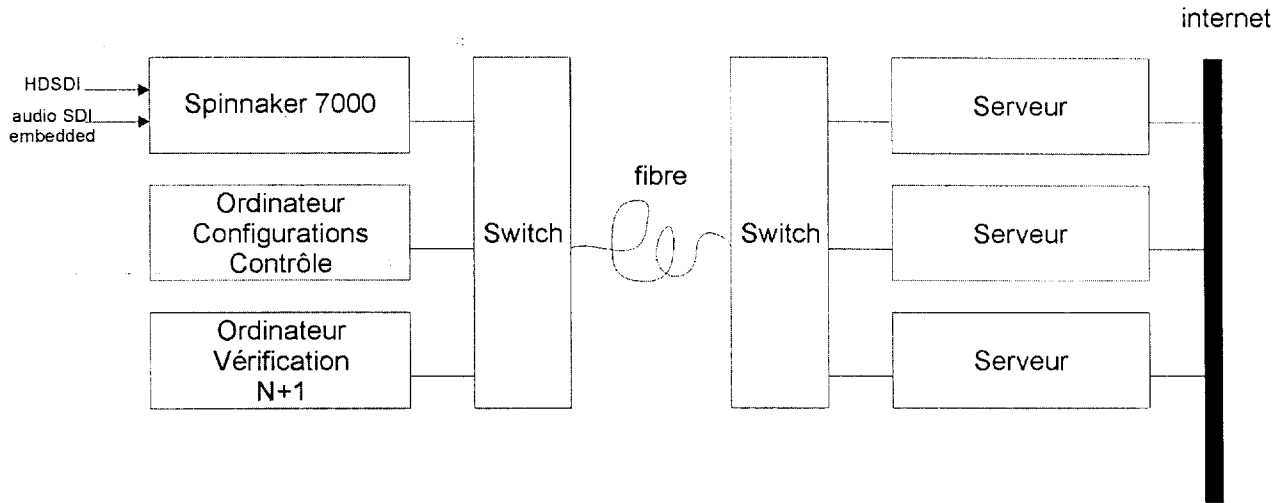 internet
HDSDI
audio SDI
embedded
Spinnaker 7000
Ordinateur
Configurations
Contrôle
Ordinateur
Vérification
N+1
Switch
fibre
Switch
Serveur
Serveur
Serveur